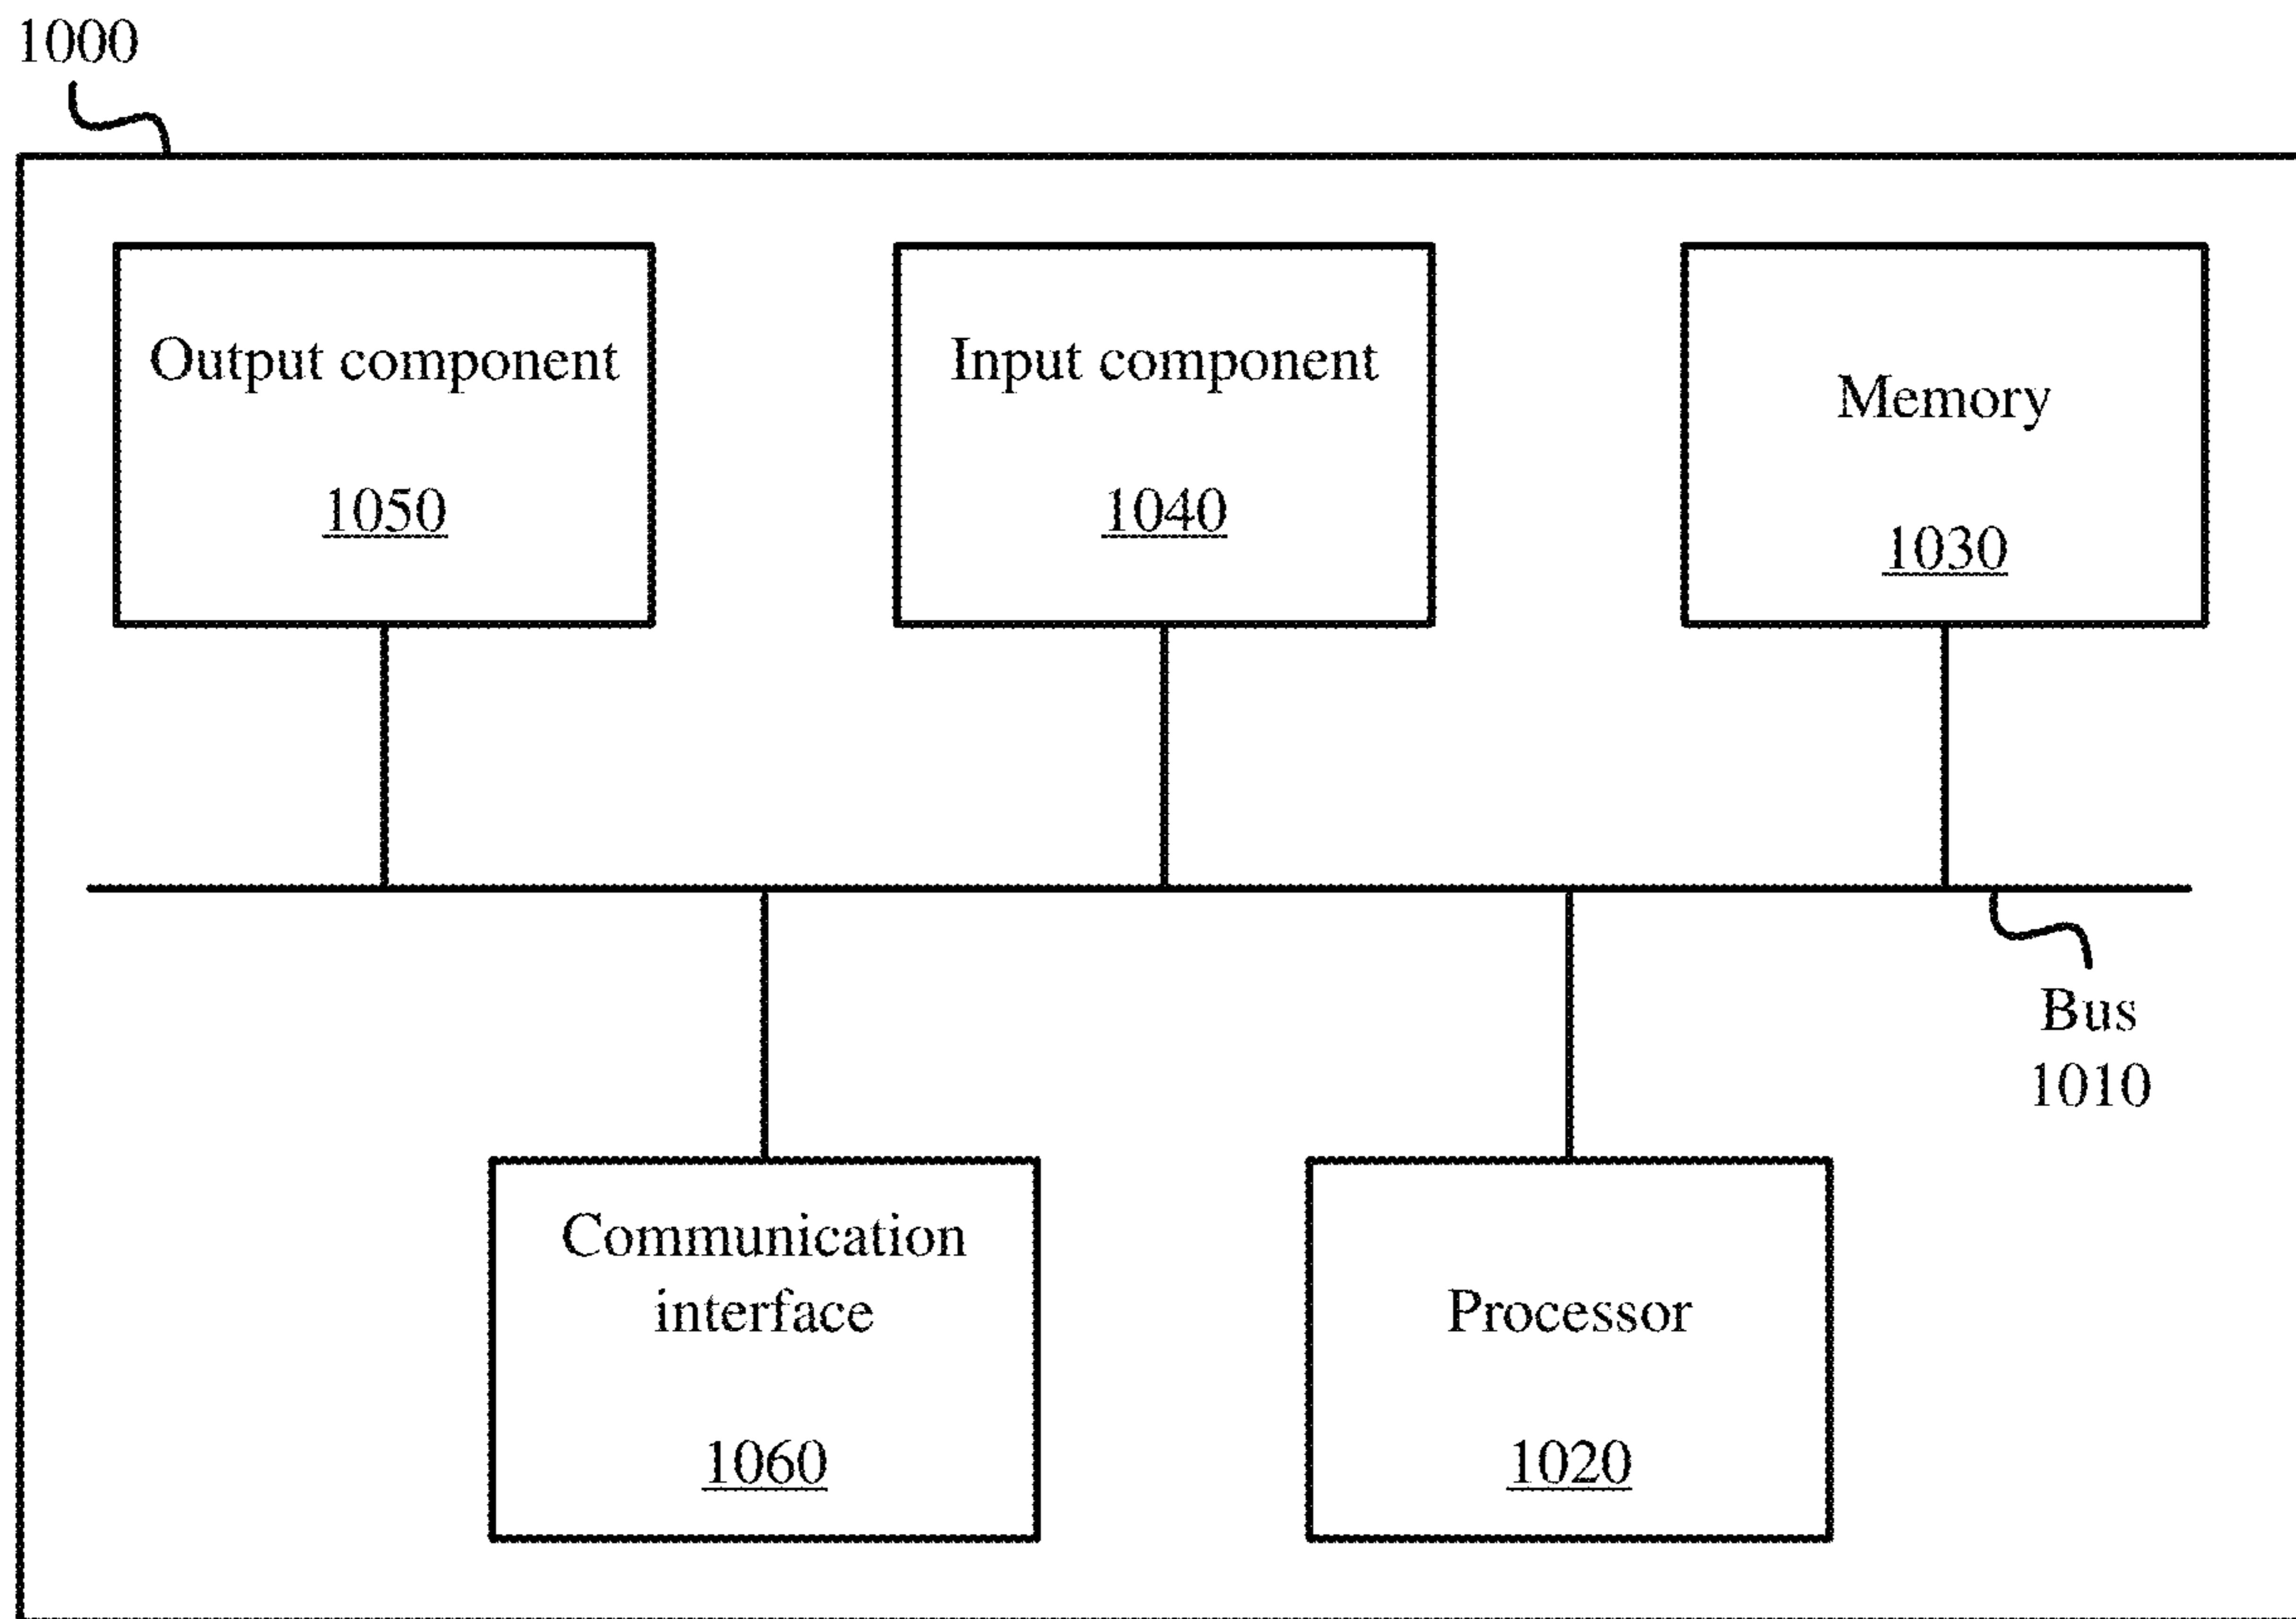 1000
Output component
1050
Input component
1040
Memory
1030
Bus
1010
Communication
interface
1060
Processor
1020